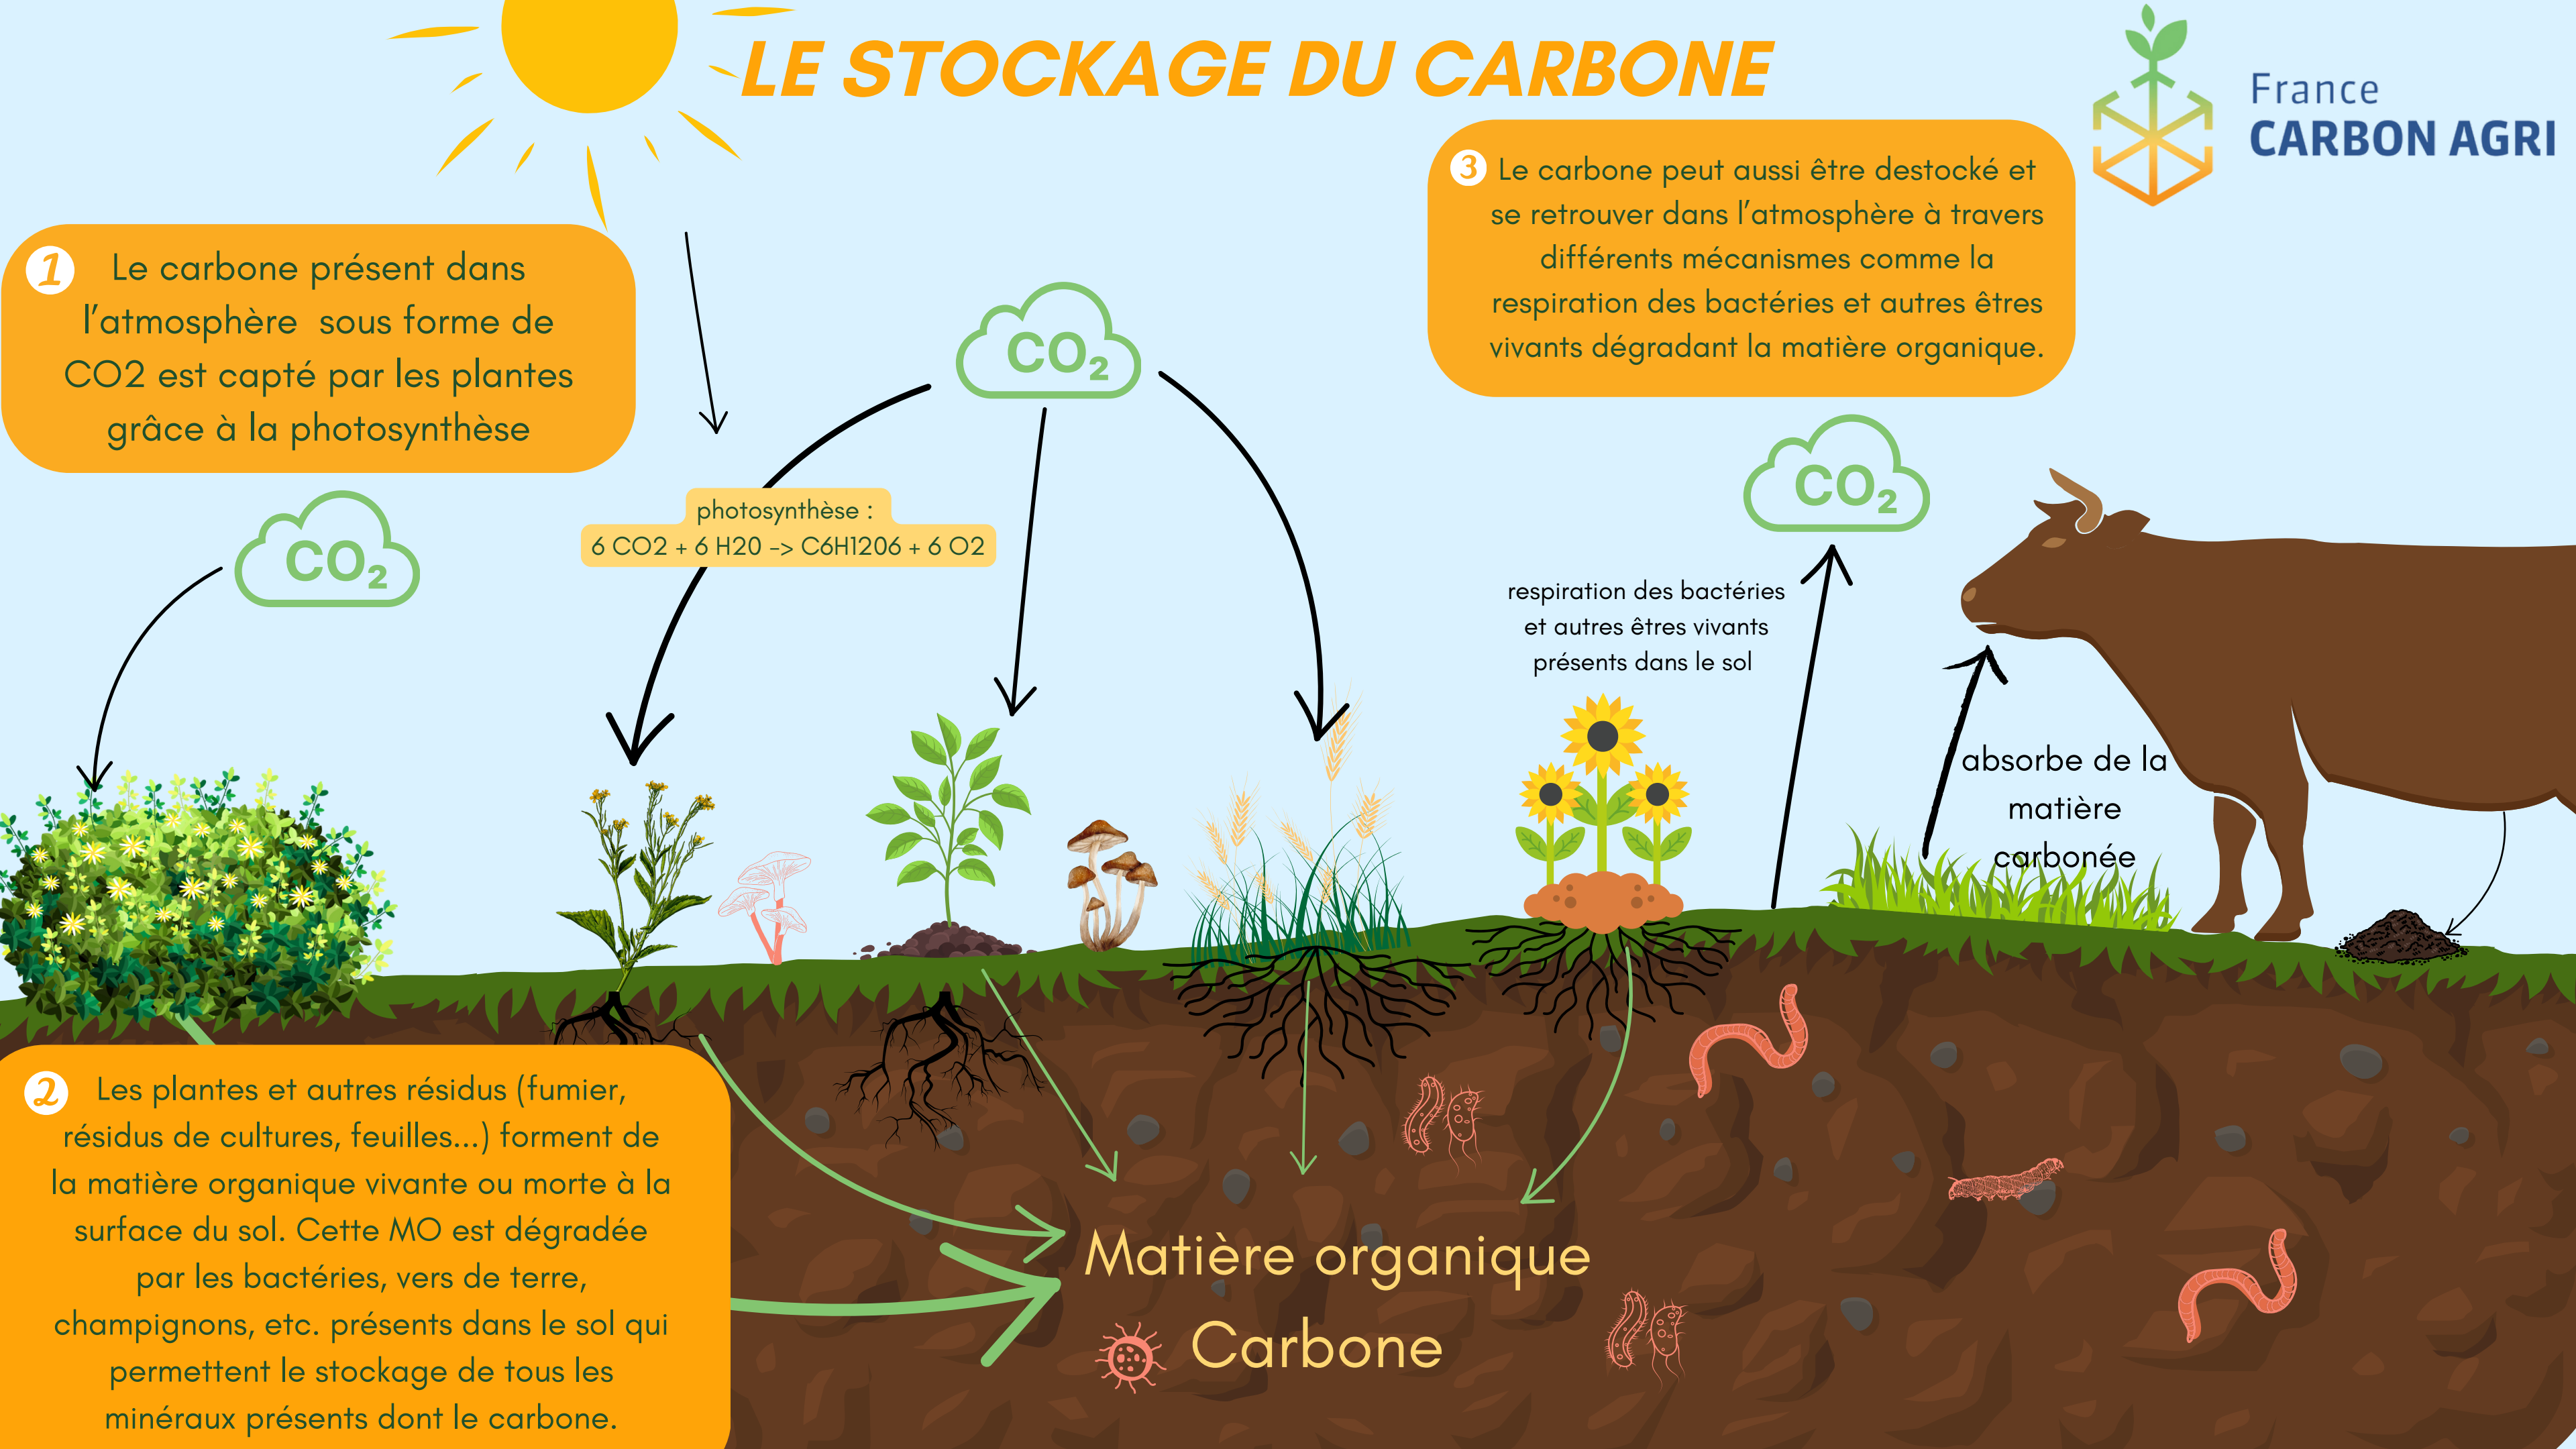 LE STOCKAGE DU CARBONE
France
CARBON AGRI
1
Le carbone présent dans
l'atmosphère sous forme de
CO2 est capté par les plantes
grâce à la photosynthèse
3
Le carbone peut aussi être destocké et
se retrouver dans l'atmosphère à travers
différents mécanismes comme la
respiration des bactéries et autres êtres
vivants dégradant la matière organique.
CO₂
CO₂
CO₂
photosynthèse :
6 CO2 + 6 H20 -> C6H1206 + 6 O2
respiration des bactéries
et autres êtres vivants
présents dans le sol
absorbe de la
matière
carbonée
2
Les plantes et autres résidus (fumier,
résidus de cultures, feuilles...) forment de
la matière organique vivante ou morte à la
surface du sol. Cette MO est dégradée
par les bactéries, vers de terre,
champignons, etc. présents dans le sol qui
permettent le stockage de tous les
minéraux présents dont le carbone.
Matière organique
Carbone